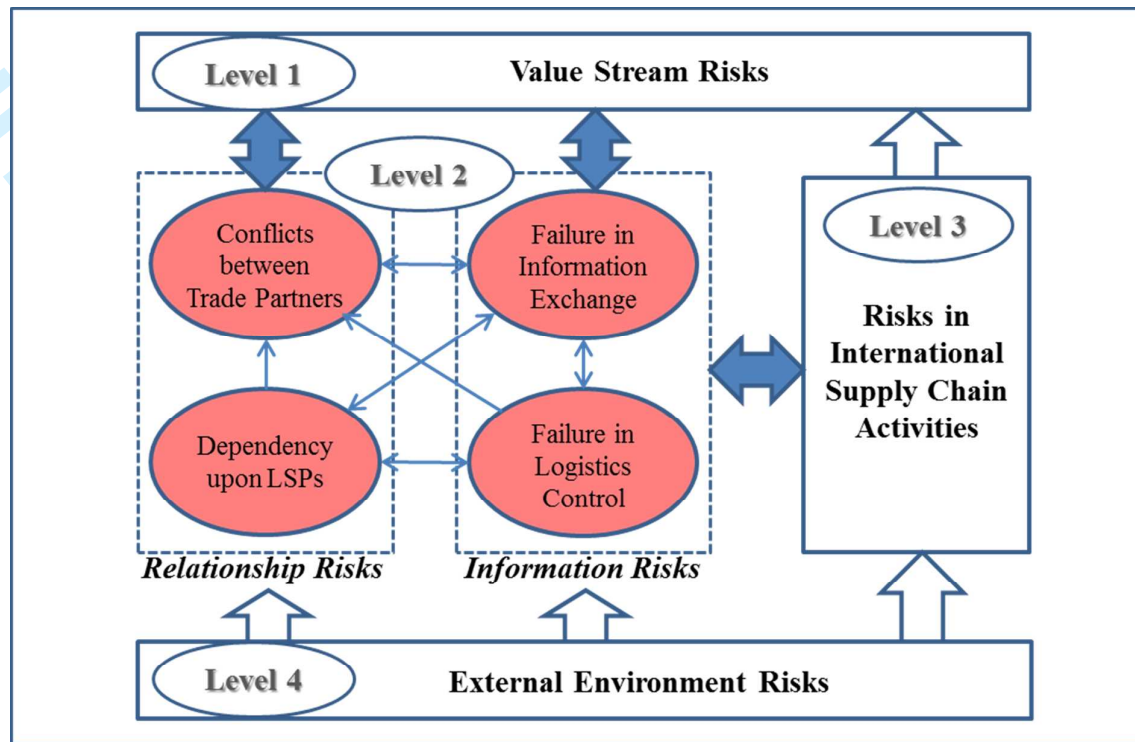 Level 1
Value Stream Risks
Level 2
Conflicts
between
Trade Partners
Failure in
Information
Exchange
Level 3
Risks in
International
Supply Chain
Activities
Dependency
upon LSPs
Failure in
Logistics
Control
Relationship Risks
Information Risks
Level 4
External Environment Risks